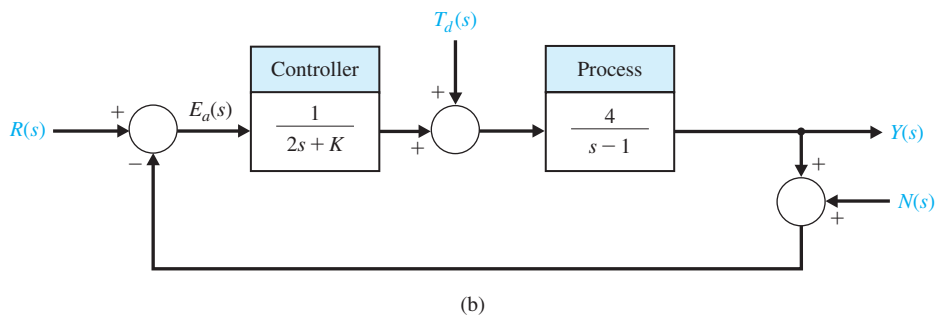 T_d(s)
Controller
Process
+
+
E_a(s)
1
2s + K
4
s − 1
R(s)
Y(s)
−
+
+
N(s)
+
(b)